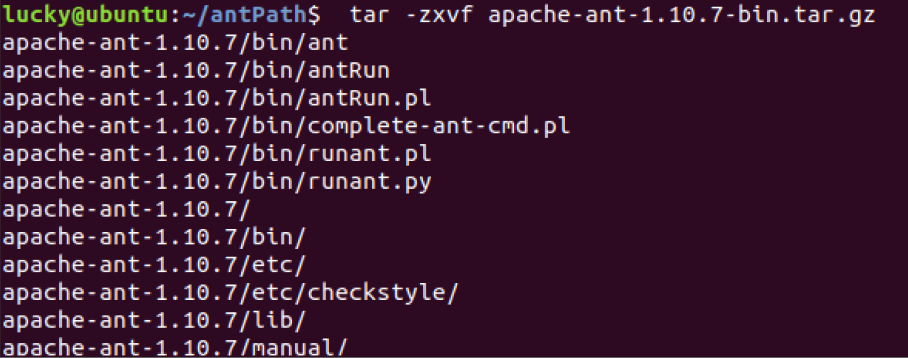 lucky@ubuntu:~/antPath$  tar -zxvf apache-ant-1.10.7-bin.tar.gz
apache-ant-1.10.7/bin/ant
apache-ant-1.10.7/bin/antRun
apache-ant-1.10.7/bin/antRun.pl
apache-ant-1.10.7/bin/complete-ant-cmd.pl
apache-ant-1.10.7/bin/runant.pl
apache-ant-1.10.7/bin/runant.py
apache-ant-1.10.7/
apache-ant-1.10.7/bin/
apache-ant-1.10.7/etc/
apache-ant-1.10.7/etc/checkstyle/
apache-ant-1.10.7/lib/
apache-ant-1.10.7/manual/